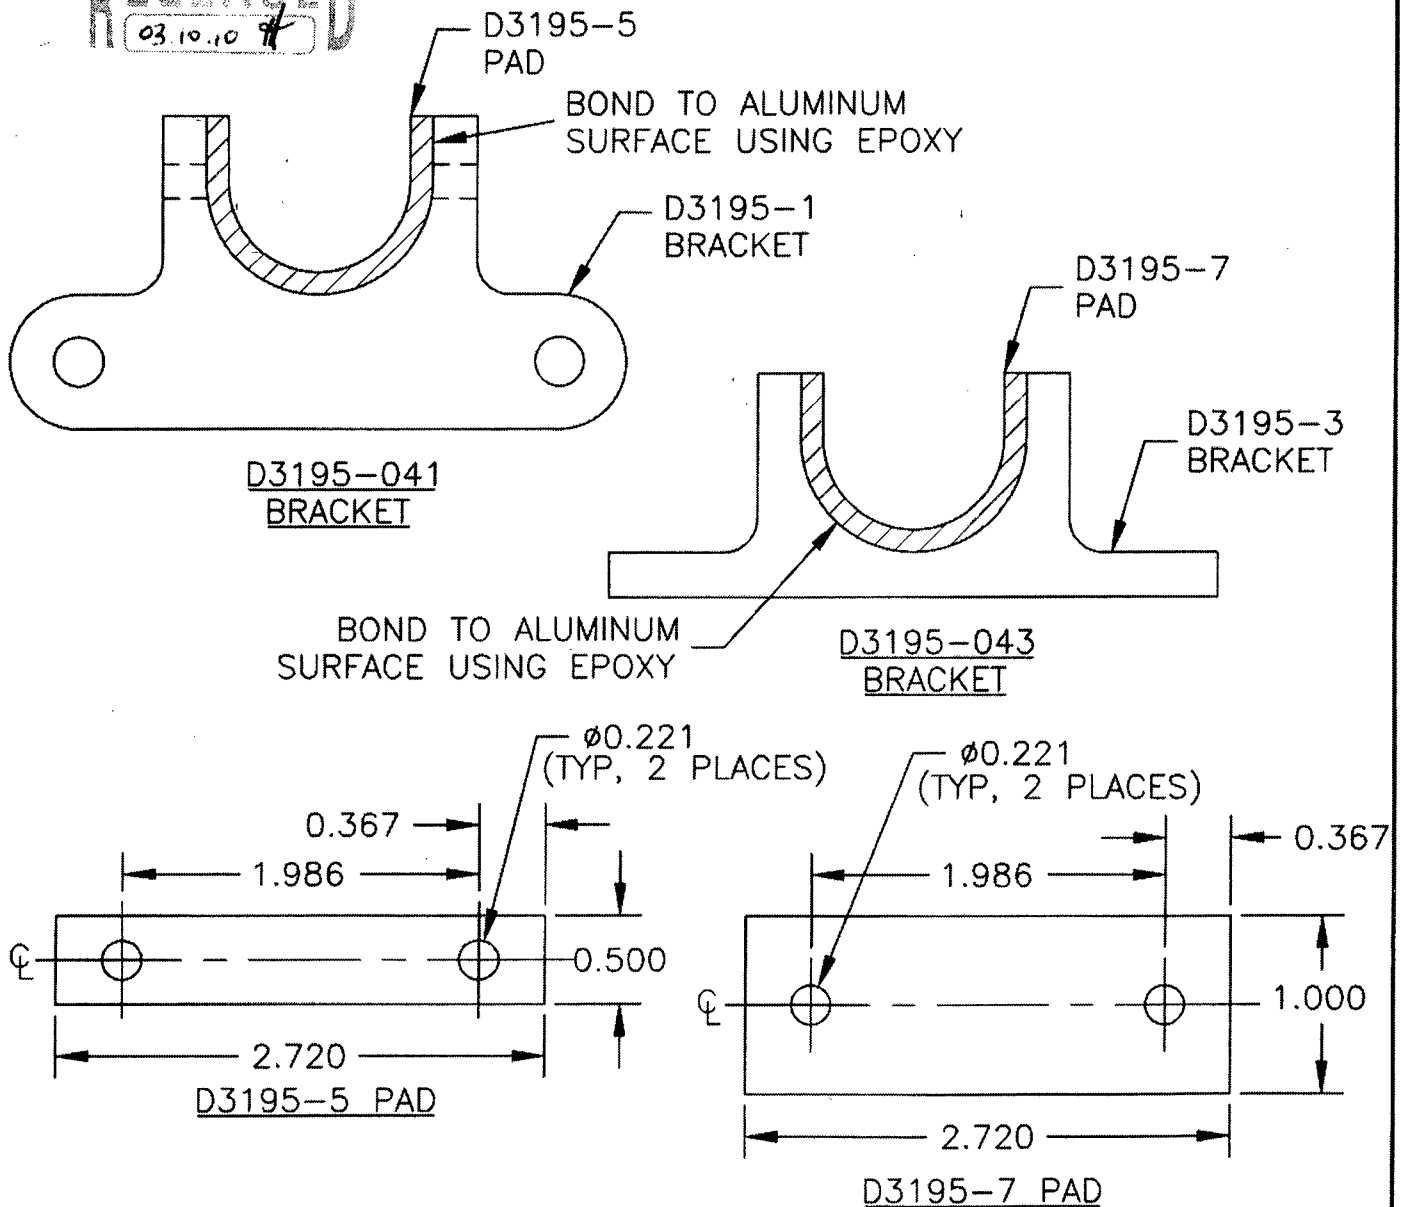 03.10.10
D3195-5
PAD
BOND TO ALUMINUM
SURFACE USING EPOXY
D3195-1
BRACKET
D3195-7
PAD
D3195-3
BRACKET
D3195-041
BRACKET
BOND TO ALUMINUM
SURFACE USING EPOXY
D3195-043
BRACKET
ø0.221
(TYP, 2 PLACES)
0.367
1.986
℄
0.500
2.720
D3195-5 PAD
ø0.221
(TYP, 2 PLACES)
0.367
1.986
℄
1.000
2.720
D3195-7 PAD